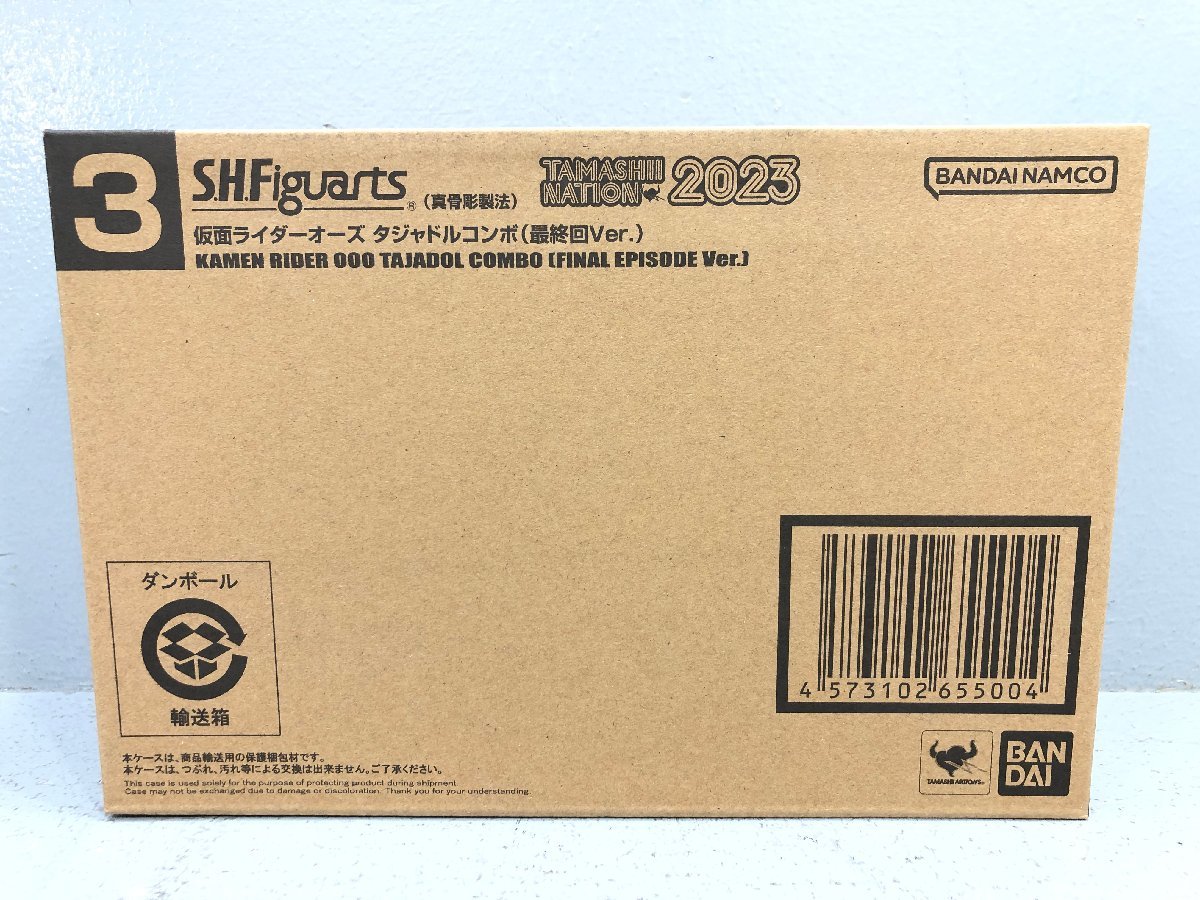 3
S.H.Figuarts® (真骨彫製法)
TAMASHII NATION 2023
BANDAI NAMCO
仮面ライダーオーズ タジャドルコンボ(最終回Ver.)
KAMEN RIDER OOO TAJADOL COMBO (FINAL EPISODE Ver.)
ダンボール
輸送箱
4 573102 655004
本ケースは、商品輸送用の保護梱包材です。
本ケースは、つぶれ、汚れ等による交換は出来ません。ご了承ください。
This case is used solely for the purpose of protecting product during shipment.
Case may not be exchanged due to damage or discoloration. Thank you for your understanding.
TAMASHII NATIONS®
BAN
DAI